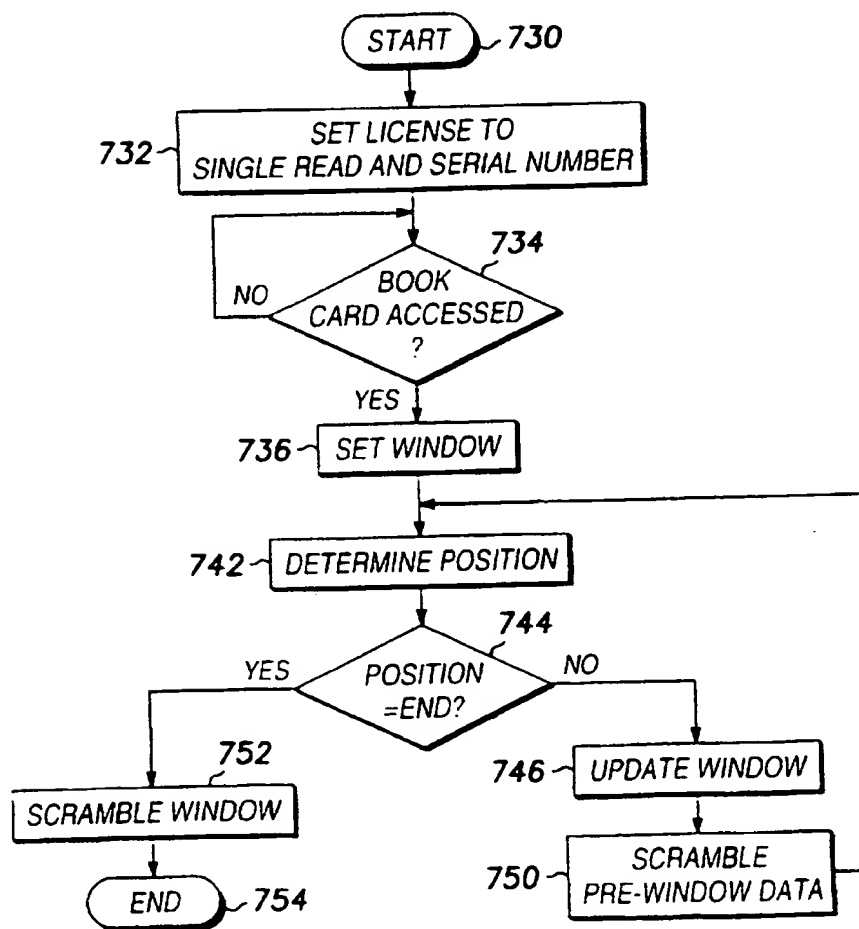 START
730
732
SET LICENSE TO
SINGLE READ AND SERIAL NUMBER
734
BOOK
CARD ACCESSED
?
NO
YES
736
SET WINDOW
742
DETERMINE POSITION
744
POSITION
=END?
YES
NO
752
SCRAMBLE WINDOW
746
UPDATE WINDOW
750
SCRAMBLE
PRE-WINDOW DATA
END
754